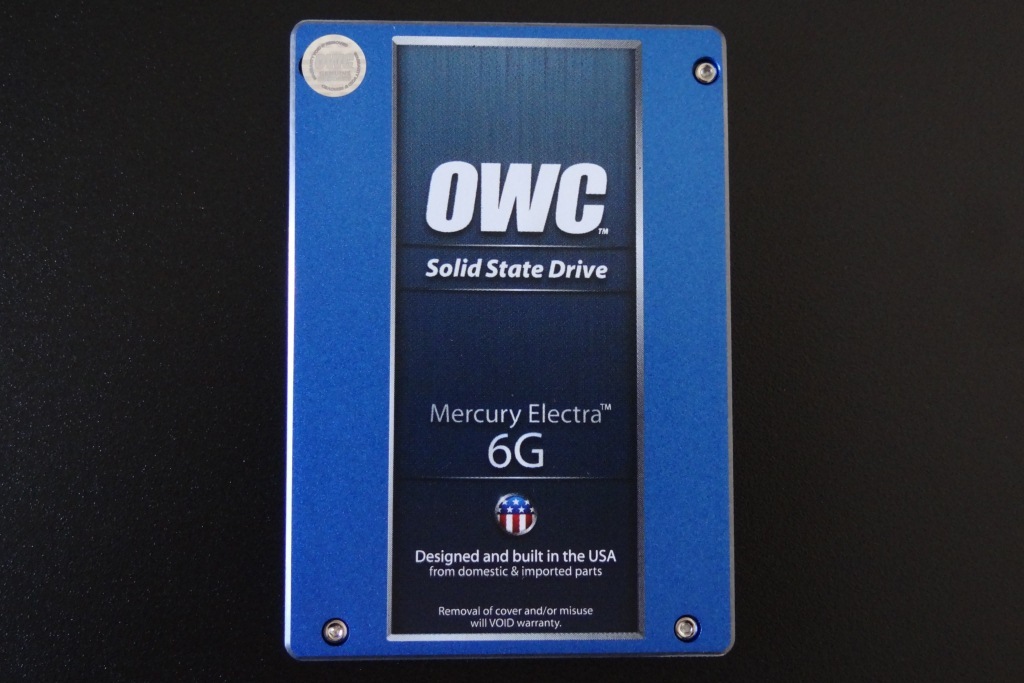 OWC™
Solid State Drive
Mercury Electra™
6G
Designed and built in the USA
from domestic & imported parts
Removal of cover and/or misuse
will VOID warranty.